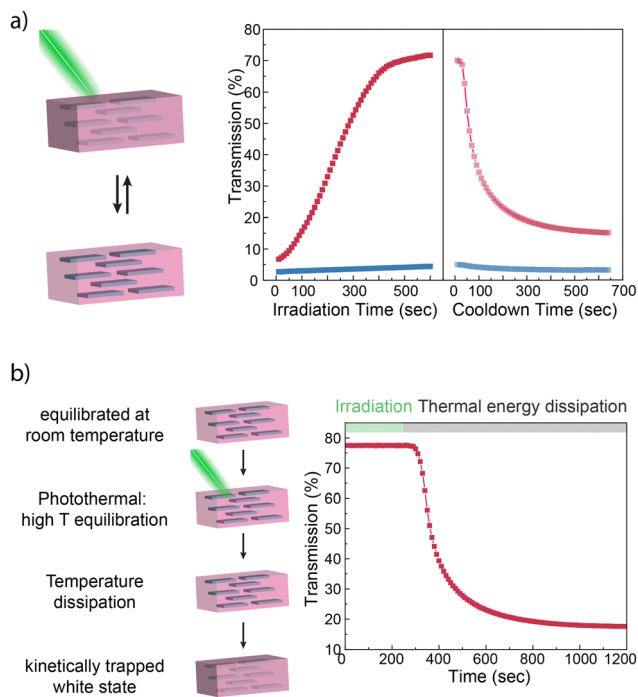 a)
Transmission (%)
80
70
60
50
40
30
20
10
0
0 100 300 500
100 300 500 700
0
Irradiation Time (sec) Cooldown Time (sec)
b)
equilibrated at
room temperature
Photothermal:
high T equilibration
Temperature
dissipation
kinetically trapped
white state
Irradiation Thermal energy dissipation
Transmission (%)
80
70
60
50
40
30
20
10
0 200 400 600 800 1000 1200
Time (sec)